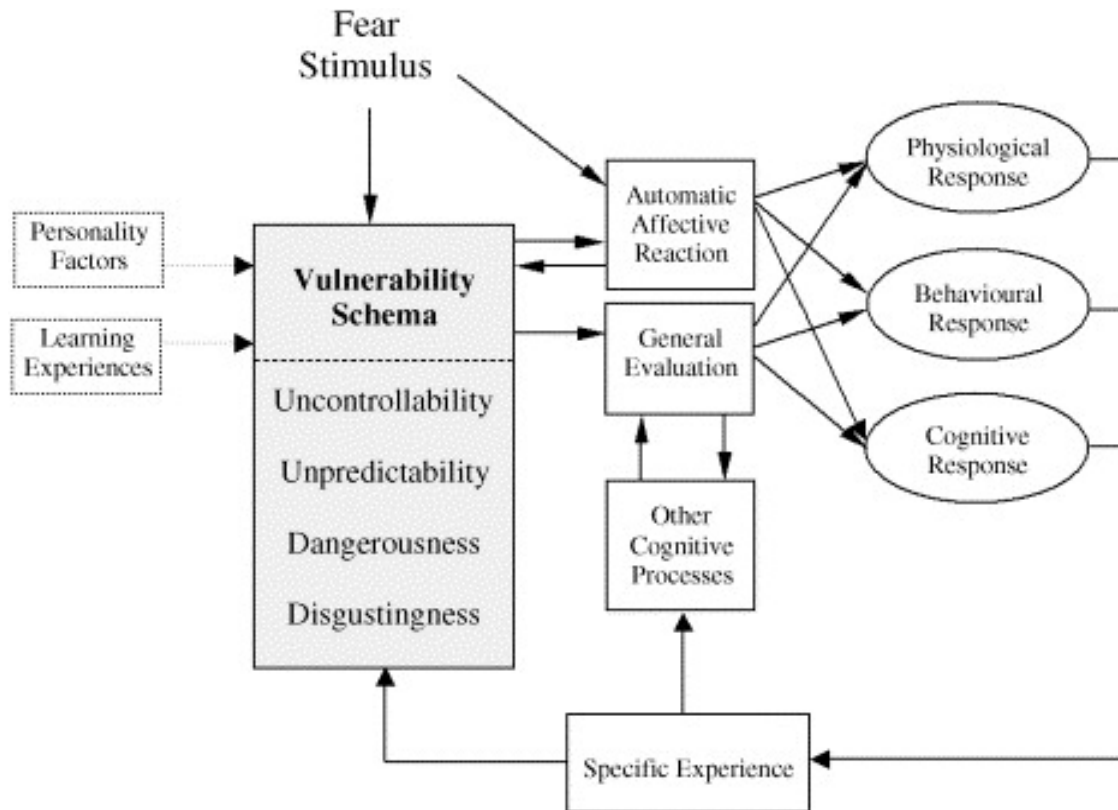 Fear
Stimulus
Personality
Factors
Learning
Experiences
Vulnerability
Schema
Uncontrollability
Unpredictability
Dangerousness
Disgustingness
Automatic
Affective
Reaction
General
Evaluation
Other
Cognitive
Processes
Physiological
Response
Behavioural
Response
Cognitive
Response
Specific Experience